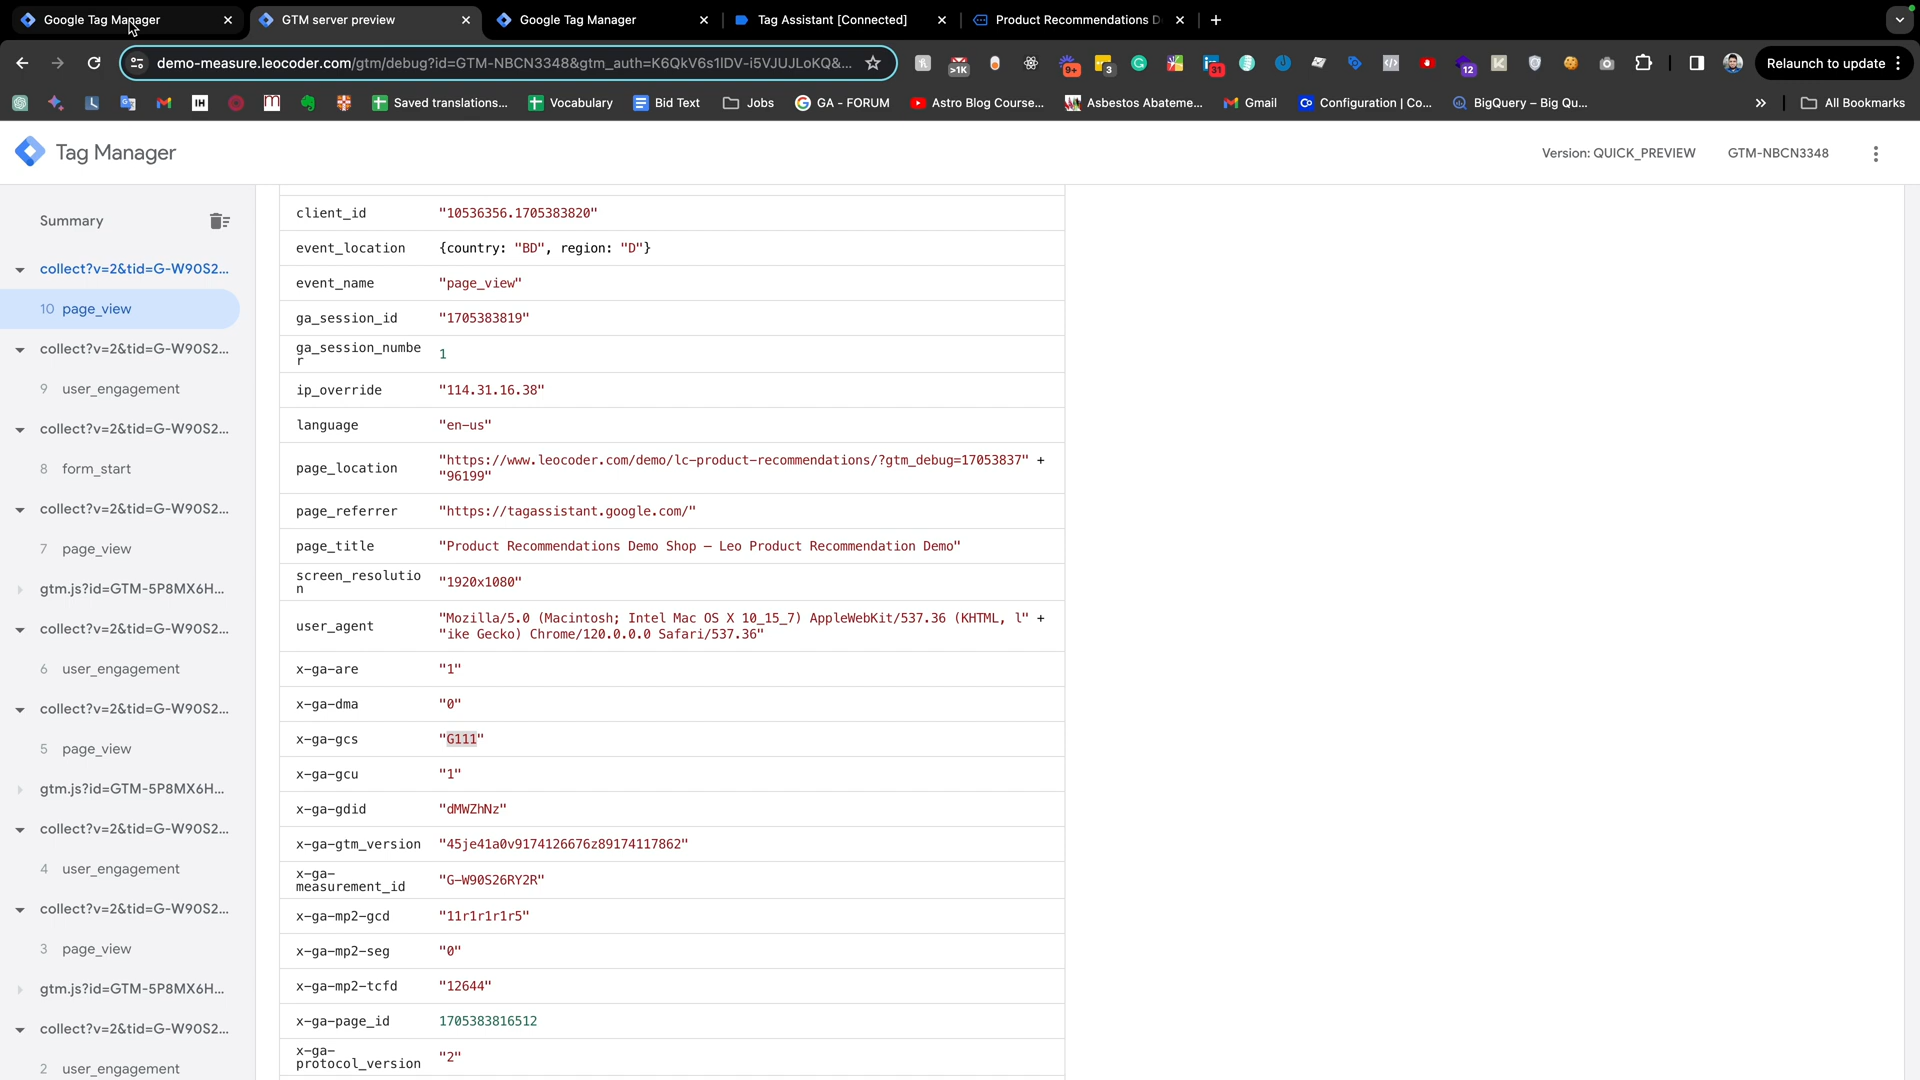 Google Tag Manager
GTM server preview
Google Tag Manager
Tag Assistant [Connected]
Product Recommendations D
demo-measure.leocoder.com/gtm/debug?id=GTM-NBCN3348&gtm_auth=K6QkV6s1IDV-i5VJUJLoKQ&...
>1K
9+
3
31
12
Relaunch to update
Saved translations...
Vocabulary
Bid Text
Jobs
GA - FORUM
Astro Blog Course...
Asbestos Abateme...
Gmail
Configuration | Co...
BigQuery – Big Qu...
»
All Bookmarks
Tag Manager
Version: QUICK_PREVIEW
GTM-NBCN3348
Summary
collect?v=2&tid=G-W90S2...
10 page_view
collect?v=2&tid=G-W90S2...
9 user_engagement
collect?v=2&tid=G-W90S2...
8 form_start
collect?v=2&tid=G-W90S2...
7 page_view
gtm.js?id=GTM-5P8MX6H...
collect?v=2&tid=G-W90S2...
6 user_engagement
collect?v=2&tid=G-W90S2...
5 page_view
gtm.js?id=GTM-5P8MX6H...
collect?v=2&tid=G-W90S2...
4 user_engagement
collect?v=2&tid=G-W90S2...
3 page_view
gtm.js?id=GTM-5P8MX6H...
collect?v=2&tid=G-W90S2...
2 user_engagement
client_id "10536356.1705383820"
event_location {country: "BD", region: "D"}
event_name "page_view"
ga_session_id "1705383819"
ga_session_numbe
r 1
ip_override "114.31.16.38"
language "en-us"
page_location "https://www.leocoder.com/demo/lc-product-recommendations/?gtm_debug=17053837" +
"96199"
page_referrer "https://tagassistant.google.com/"
page_title "Product Recommendations Demo Shop – Leo Product Recommendation Demo"
screen_resolutio
n "1920x1080"
user_agent "Mozilla/5.0 (Macintosh; Intel Mac OS X 10_15_7) AppleWebKit/537.36 (KHTML, l" +
"ike Gecko) Chrome/120.0.0.0 Safari/537.36"
x-ga-are "1"
x-ga-dma "0"
x-ga-gcs "G111"
x-ga-gcu "1"
x-ga-gdid "dMWZhNz"
x-ga-gtm_version "45je41a0v9174126676z89174117862"
x-ga-
measurement_id "G-W90S26RY2R"
x-ga-mp2-gcd "11r1r1r1r5"
x-ga-mp2-seg "0"
x-ga-mp2-tcfd "12644"
x-ga-page_id 1705383816512
x-ga-
protocol_version "2"